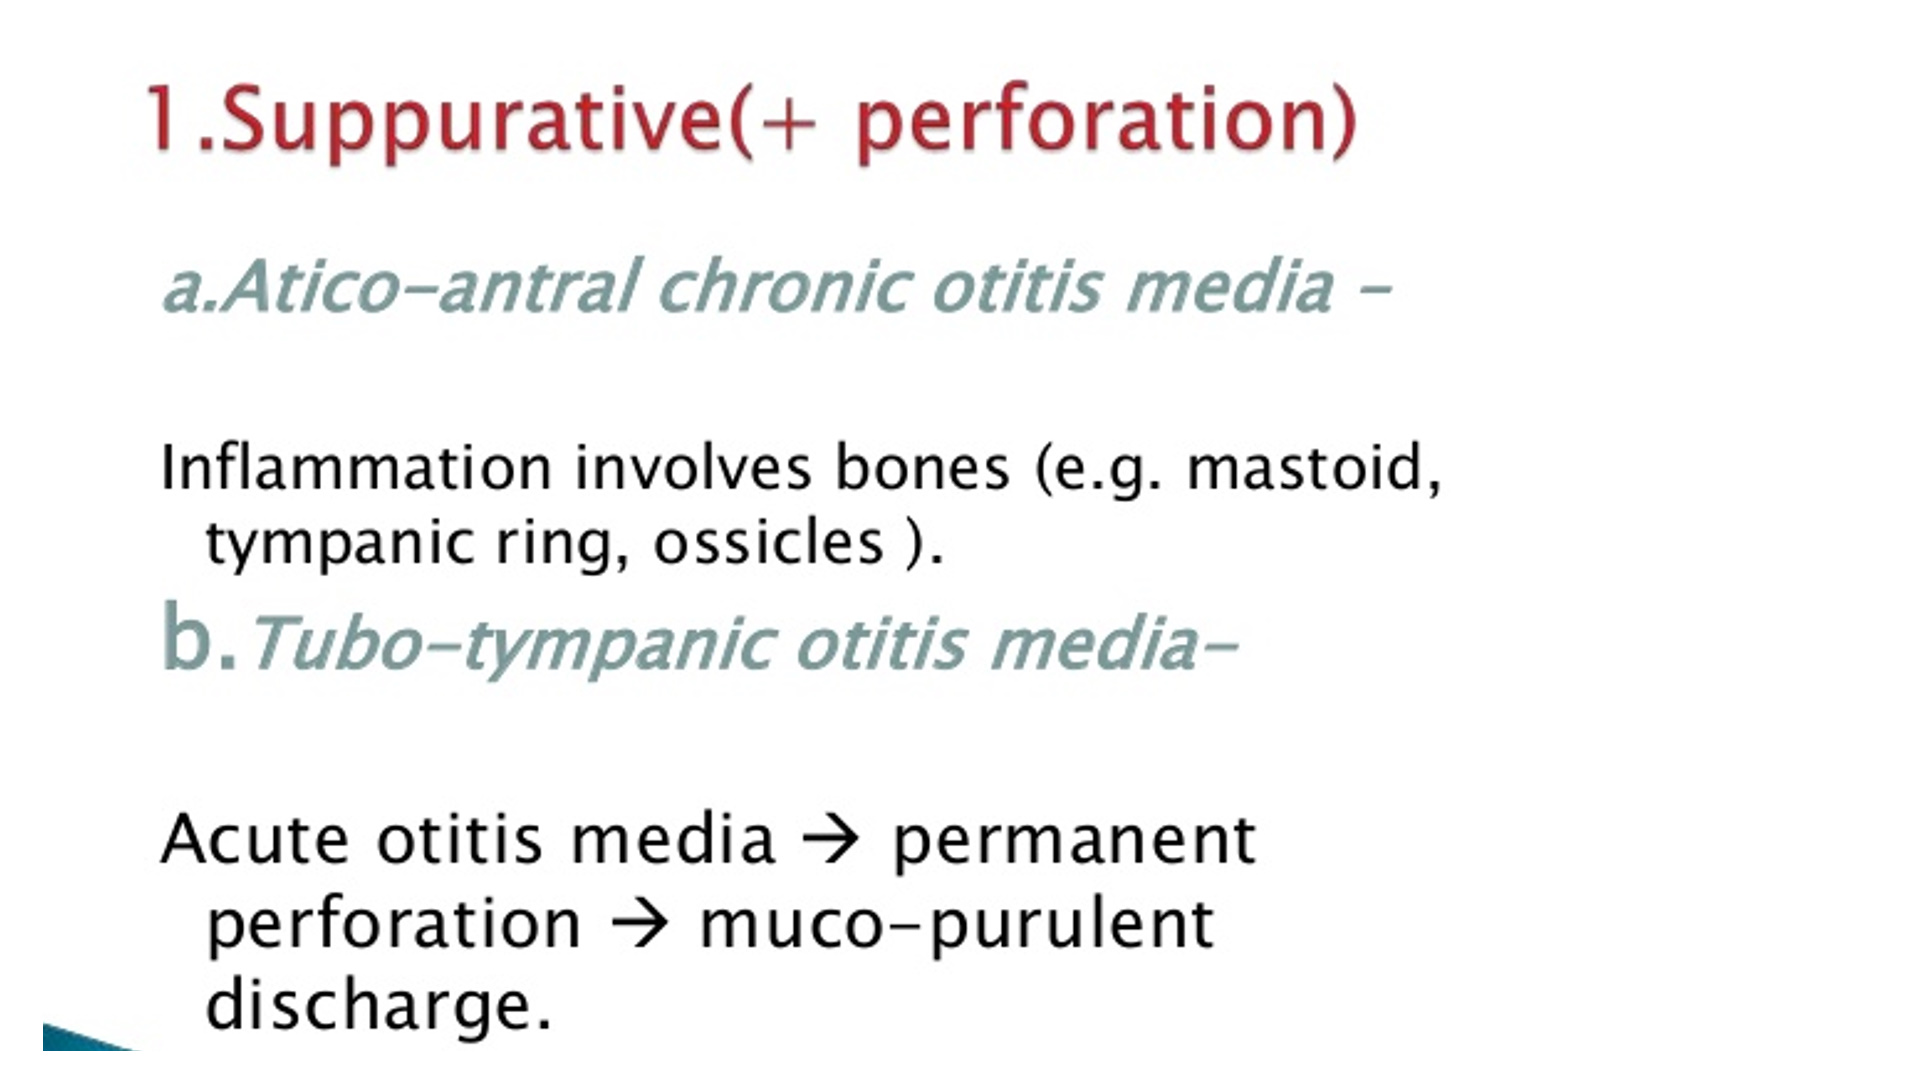 1.Suppurative(+ perforation)
a.Atico-antral chronic otitis media -
Inflammation involves bones (e.g. mastoid,
tympanic ring, ossicles ).
b.Tubo-tympanic otitis media-
Acute otitis media → permanent
perforation → muco-purulent
discharge.